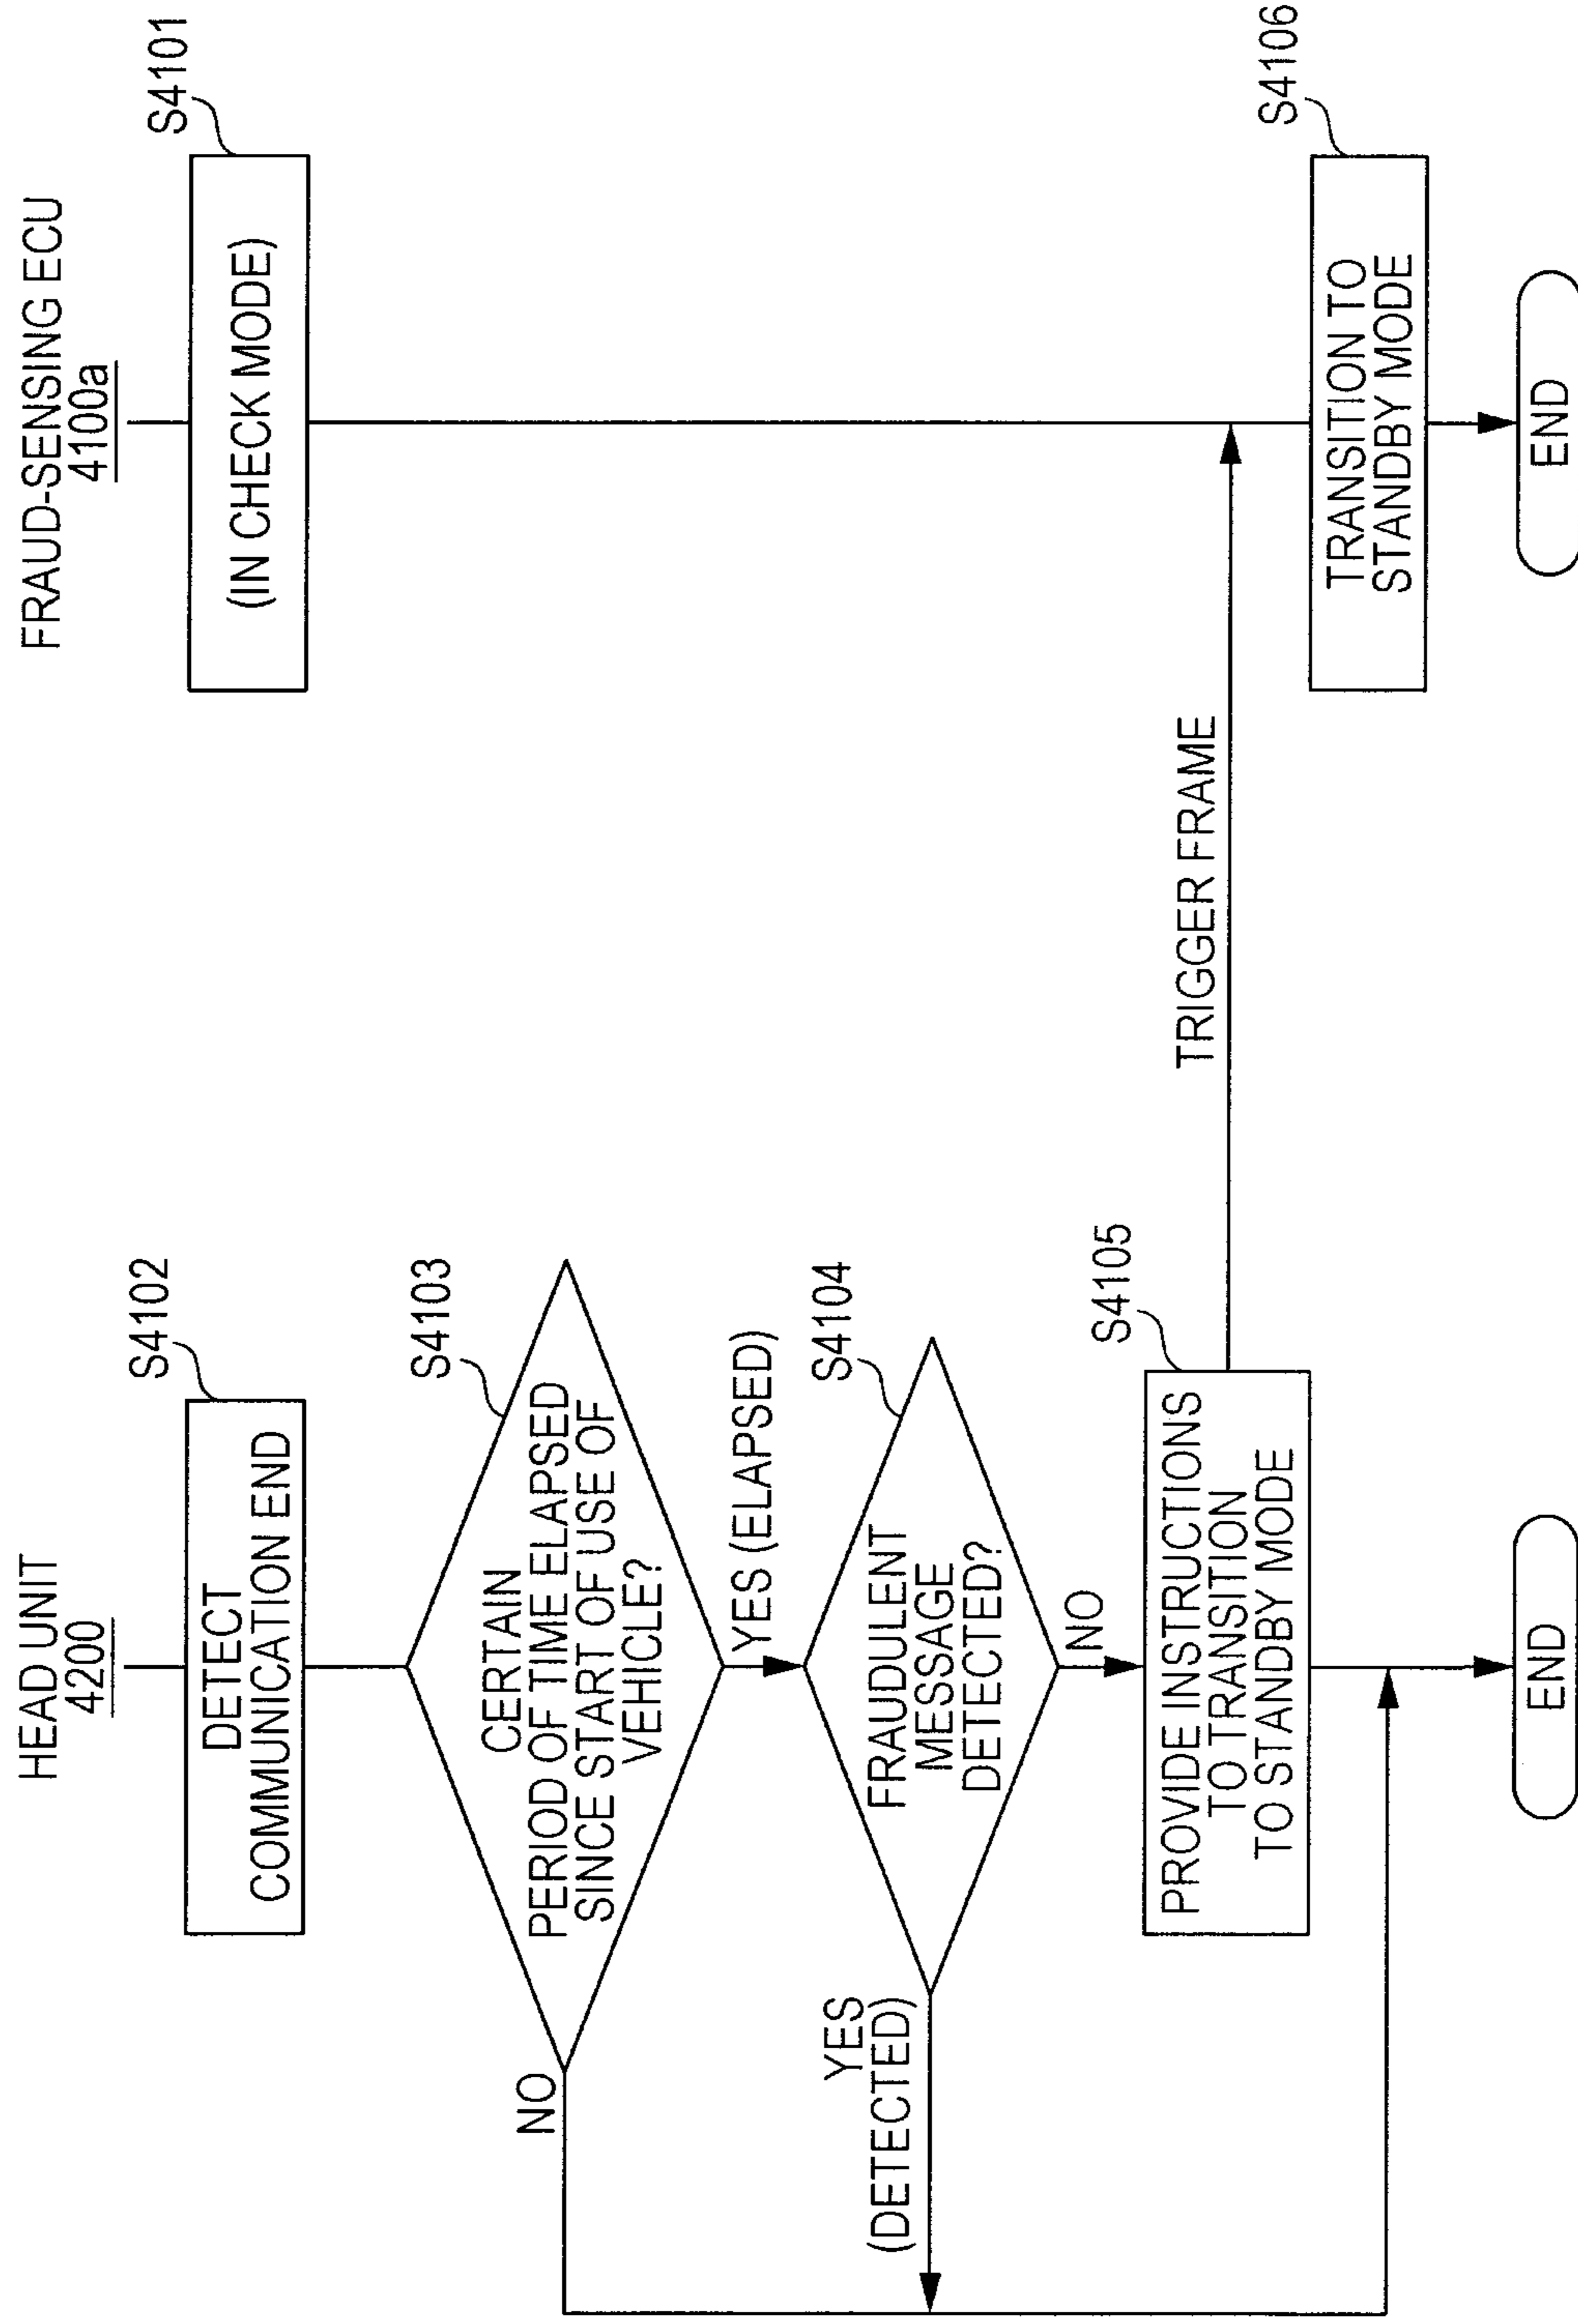 HEAD UNIT
4200
S4102
DETECT
COMMUNICATION END
S4103
CERTAIN
PERIOD OF TIME ELAPSED
SINCE START OF USE OF
VEHICLE?
NO
YES (ELAPSED)
S4104
FRAUDULENT
MESSAGE
DETECTED?
YES
(DETECTED)
NO
S4105
PROVIDE INSTRUCTIONS
TO TRANSITION
TO STANDBY MODE
END
TRIGGER FRAME
FRAUD-SENSING ECU
4100a
S4101
(IN CHECK MODE)
S4106
TRANSITION TO
STANDBY MODE
END